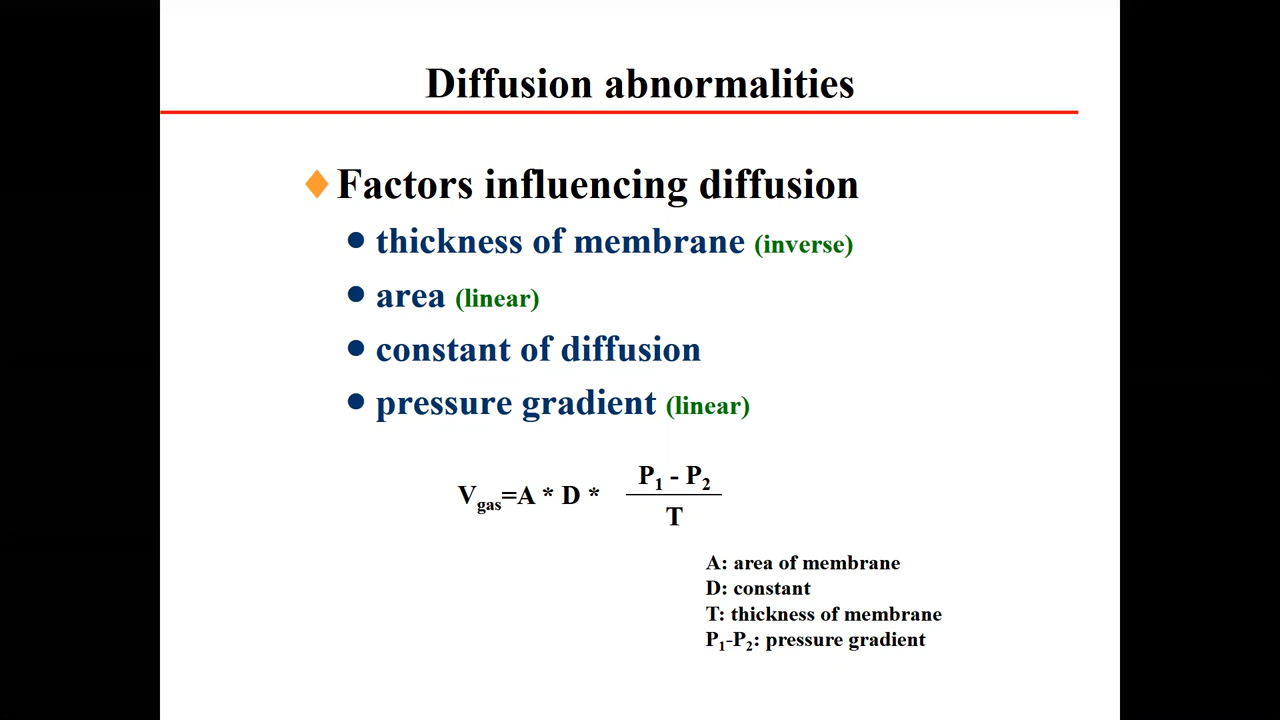 Diffusion abnormalities
Factors influencing diffusion
• thickness of membrane (inverse)
• area (linear)
• constant of diffusion
• pressure gradient (linear)
P₁ - P₂
V_gas=A * D *
T
A: area of membrane
D: constant
T: thickness of membrane
P₁-P₂: pressure gradient